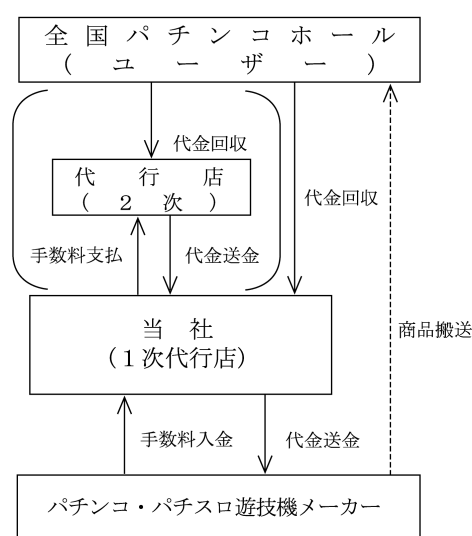 全国パチンコホール
（ユーザー）
代金回収
代行店
（２次）
代金回収
手数料支払
代金送金
当社
（１次代行店）
商品搬送
手数料入金
代金送金
パチンコ・パチスロ遊技機メーカー